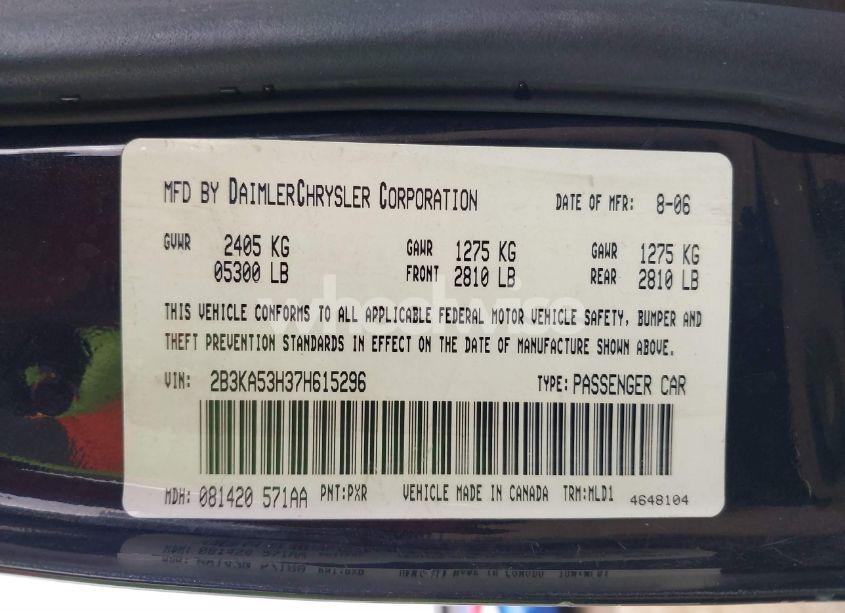 MFD BY DAIMLERCHRYSLER CORPORATION DATE OF MFR: 8-06
GVWR 2405 KG GAWR 1275 KG GAWR 1275 KG
05300 LB FRONT 2810 LB REAR 2810 LB
THIS VEHICLE CONFORMS TO ALL APPLICABLE FEDERAL MOTOR VEHICLE SAFETY, BUMPER AND
THEFT PREVENTION STANDARDS IN EFFECT ON THE DATE OF MANUFACTURE SHOWN ABOVE.
VIN: 2B3KA53H37H615296 TYPE: PASSENGER CAR
MDH: 081420 571AA PNT:PXR VEHICLE MADE IN CANADA TRM:MLD1 4648104